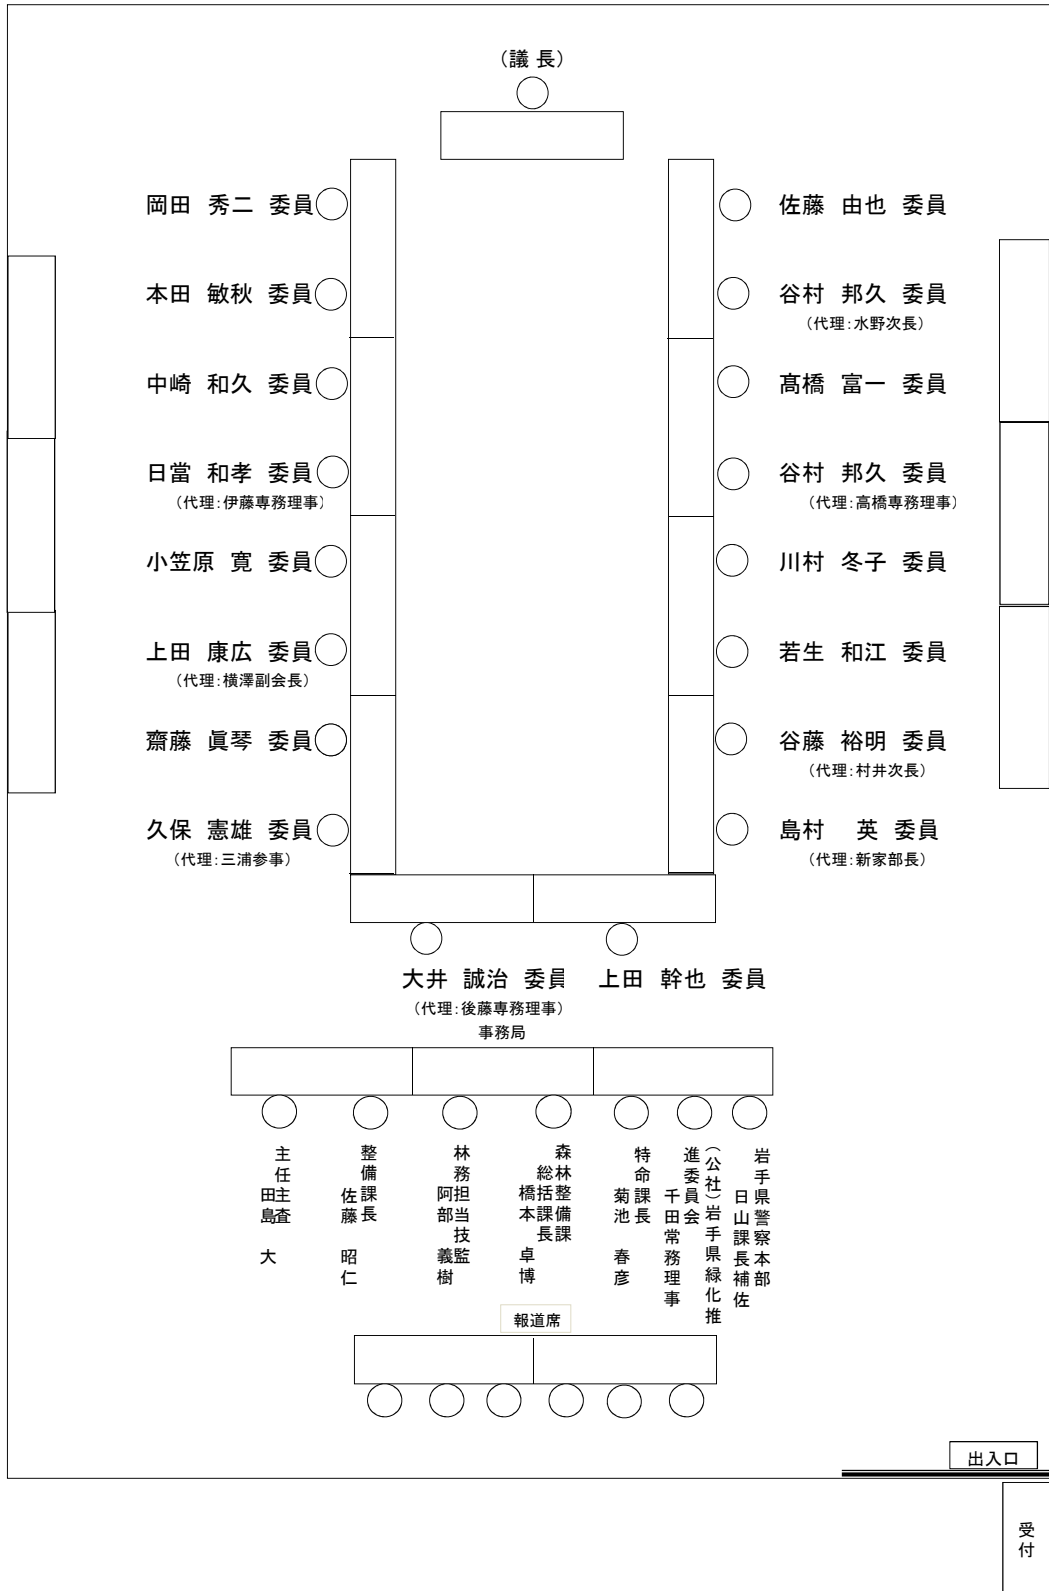 （議 長）
岡田 秀二 委員
佐藤 由也 委員
本田 敏秋 委員
谷村 邦久 委員
（代理：水野次長）
中崎 和久 委員
髙橋 富一 委員
日當 和孝 委員
（代理：伊藤専務理事）
谷村 邦久 委員
（代理：高橋専務理事）
小笠原 寛 委員
川村 冬子 委員
上田 康広 委員
（代理：横澤副会長）
若生 和江 委員
齋藤 眞琴 委員
谷藤 裕明 委員
（代理：村井次長）
久保 憲雄 委員
（代理：三浦参事）
島村 英 委員
（代理：新家部長）
大井 誠治 委員
（代理：後藤専務理事）
上田 幹也 委員
事務局
主任主査
田島 大
整備課長
佐藤 昭仁
林務担当技監
阿部 義樹
森林整備課
総括課長
橋本 卓博
特命課長
菊池 春彦
（公社）岩手県緑化推
進委員会
千田常務理事
岩手県警察本部
日山課長補佐
報道席
出入口
受付